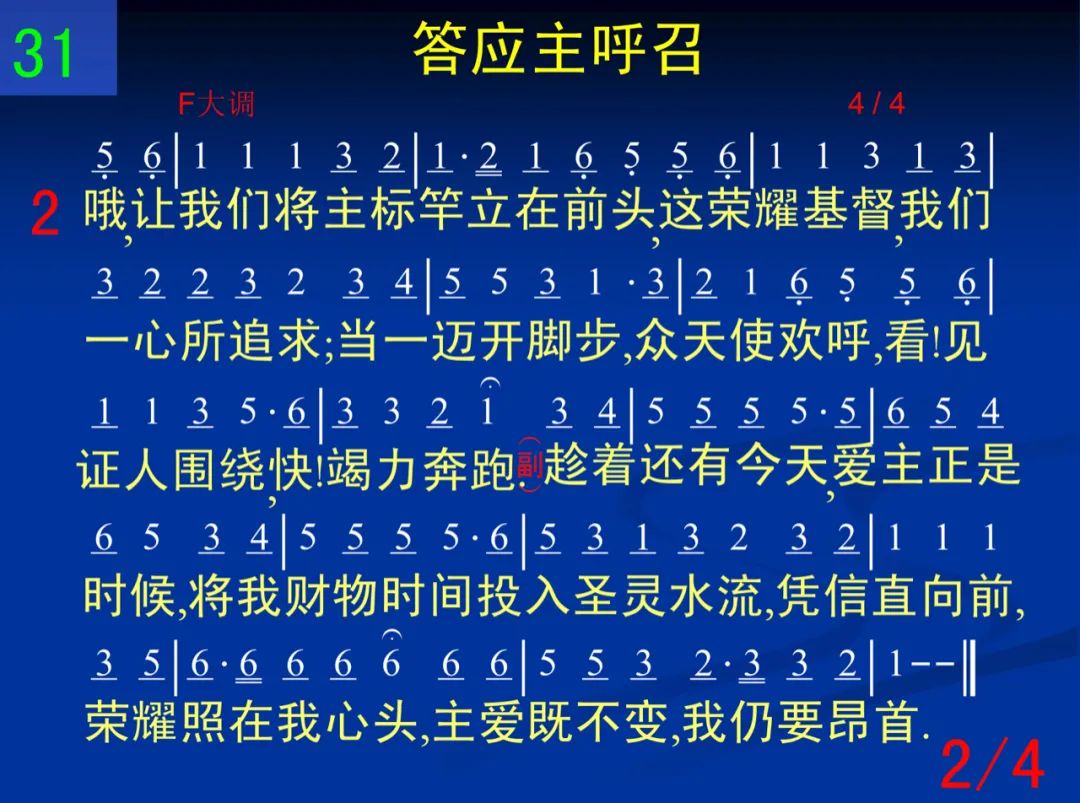 31
答应主呼召
F大调 4/4
5 6|1 1 1 3 2|1·2 1 6 5 5 6|1 1 3 1 3|
2 哦,让我们将主标竿立在前头,这荣耀基督,我们
3 2 2 3 2 3 4|5 5 3 1 ·3|2 1 6 5 5 6|
一心所追求;当一迈开脚步,众天使欢呼,看!见
1 1 3 5·6|3 3 2 1 3 4|5 5 5 5·5|6 5 4
证人围绕,快!竭力奔跑.(副)趁着还有今天,爱主正是
6 5 3 4|5 5 5 5·6|5 3 1 3 2 3 2|1 1 1
时候,将我财物时间投入圣灵水流,凭信直向前,
3 5|6·6 6 6 6 6 6|5 5 3 2·3 3 2|1--‖
荣耀照在我心头,主爱既不变,我仍要昂首.
2/4